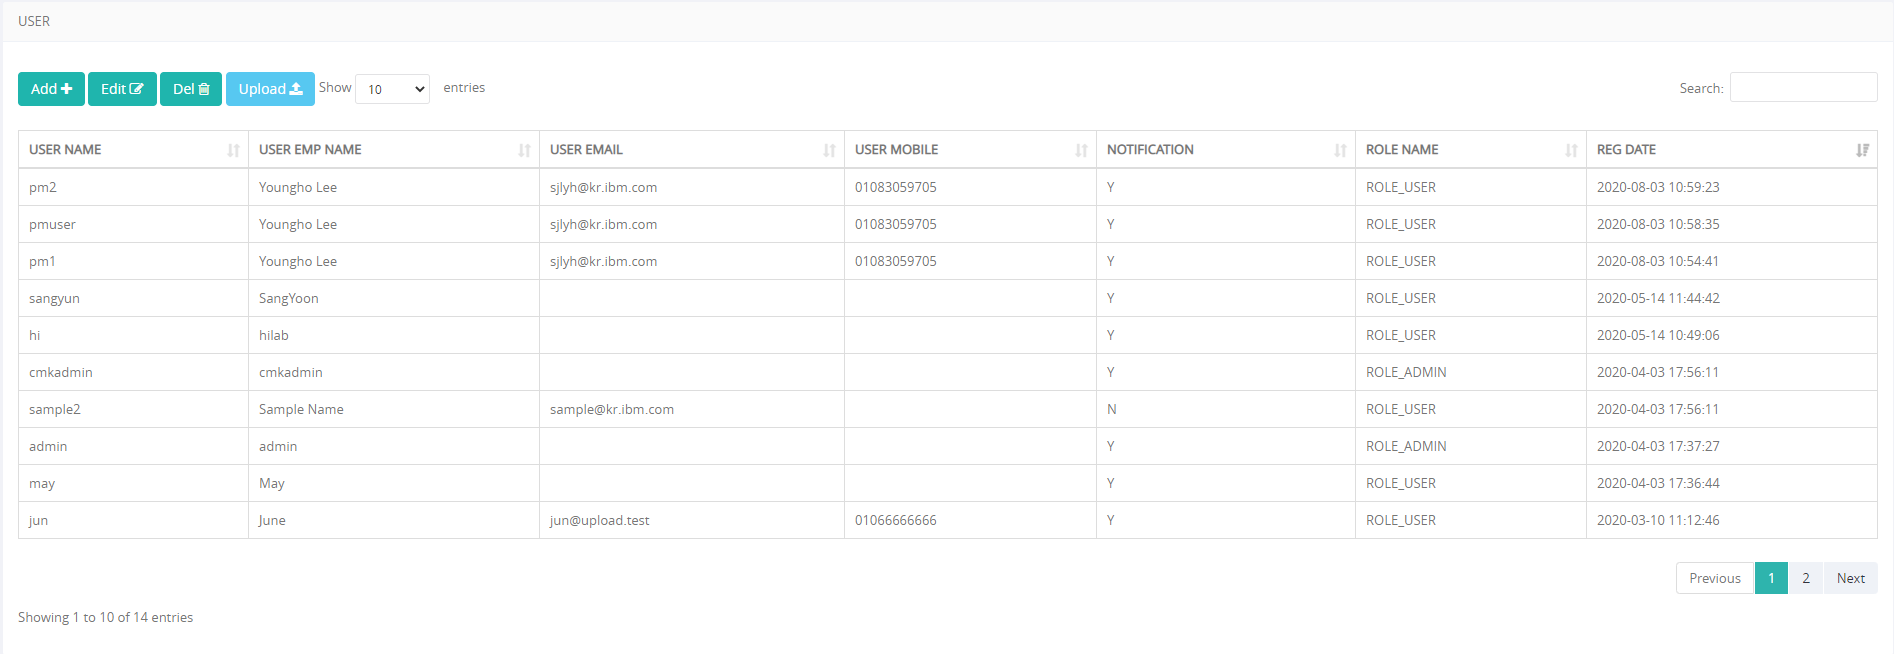 USER
Add Edit Del Upload Show 10 entries Search:
USER NAME USER EMP NAME USER EMAIL USER MOBILE NOTIFICATION ROLE NAME REG DATE
pm2 Youngho Lee sjlyh@kr.ibm.com 01083059705 Y ROLE_USER 2020-08-03 10:59:23
pmuser Youngho Lee sjlyh@kr.ibm.com 01083059705 Y ROLE_USER 2020-08-03 10:58:35
pm1 Youngho Lee sjlyh@kr.ibm.com 01083059705 Y ROLE_USER 2020-08-03 10:54:41
sangyun SangYoon Y ROLE_USER 2020-05-14 11:44:42
hi hilab Y ROLE_USER 2020-05-14 10:49:06
cmkadmin cmkadmin Y ROLE_ADMIN 2020-04-03 17:56:11
sample2 Sample Name sample@kr.ibm.com N ROLE_USER 2020-04-03 17:56:11
admin admin Y ROLE_ADMIN 2020-04-03 17:37:27
may May Y ROLE_USER 2020-04-03 17:36:44
jun June jun@upload.test 01066666666 Y ROLE_USER 2020-03-10 11:12:46
Previous 1 2 Next
Showing 1 to 10 of 14 entries